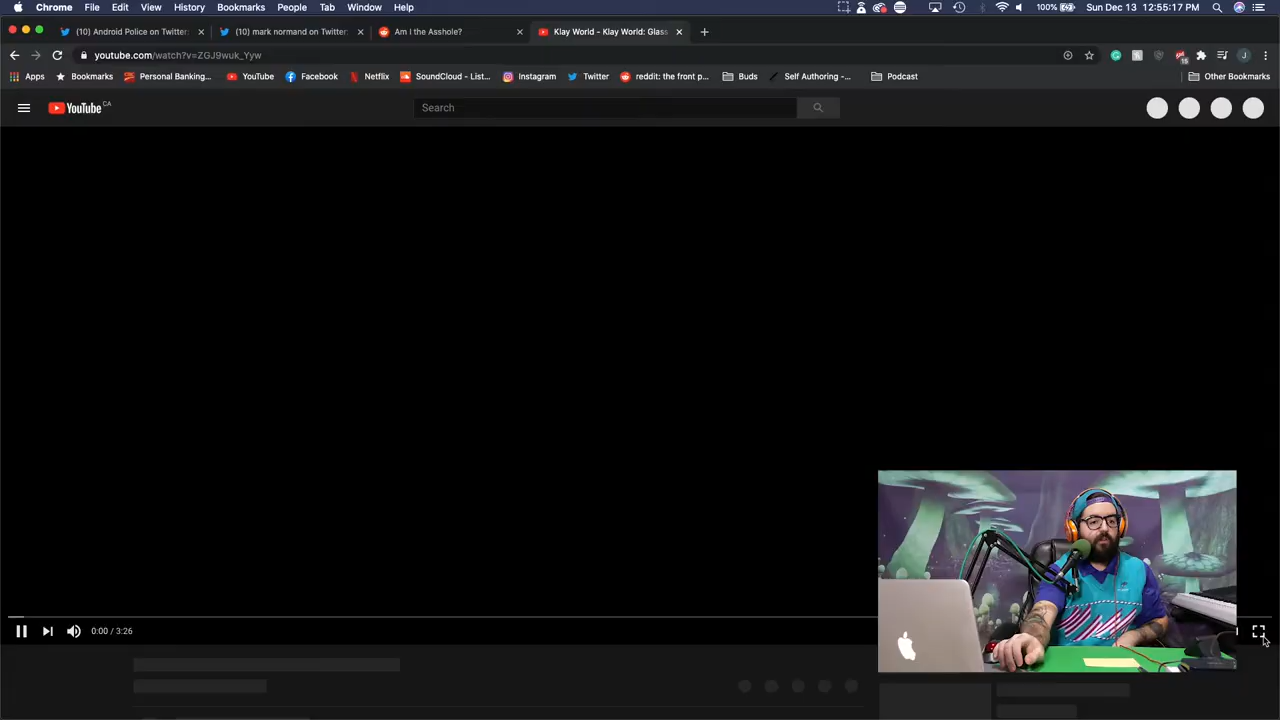 Chrome File Edit View History Bookmarks People Tab Window Help 100% Sun Dec 13 12:55:17 PM
(10) Android Police on Twitter: (10) mark normand on Twitter: Am I the Asshole? Klay World - Klay World: Glass
youtube.com/watch?v=ZGJ9wuk_Yyw J
Apps Bookmarks Personal Banking... YouTube Facebook Netflix SoundCloud - List... Instagram Twitter reddit: the front p... Buds Self Authoring -... Podcast Other Bookmarks
YouTube CA Search
0:00 / 3:26